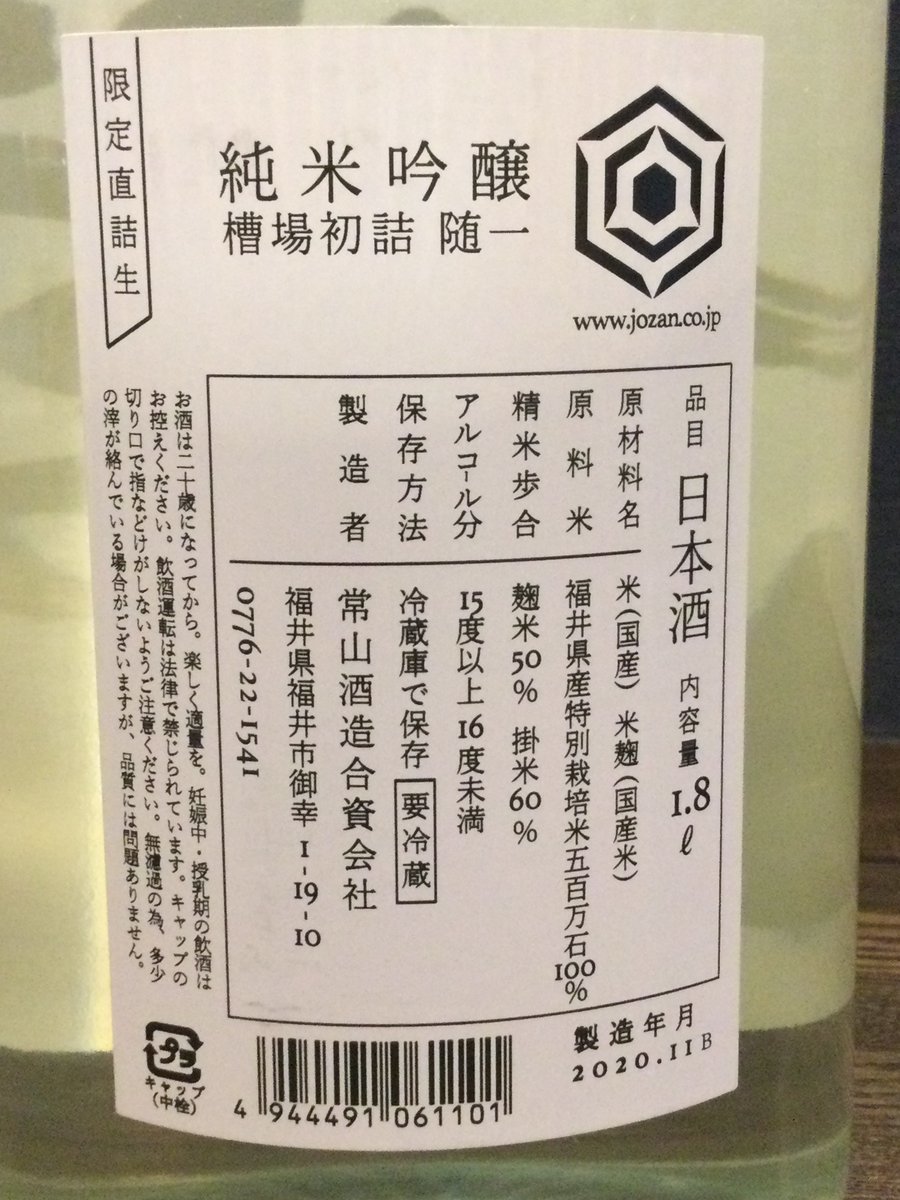 限定直詰生
純米吟醸
槽場初詰 随一
www.jozan.co.jp
品目 日本酒 内容量 1.8ℓ
原材料名 米(国産) 米麹(国産米)
原料米 福井県産特別栽培米五百万石100%
精米歩合 麹米50% 掛米60%
アルコール分 15度以上16度未満
保存方法 冷蔵庫で保存 要冷蔵
製造者 常山酒造合資会社
福井県福井市御幸1-19-10
0776-22-1541
お酒は二十歳になってから。楽しく適量を。妊娠中・授乳期の飲酒は
お控えください。飲酒運転は法律で禁じられています。キャップの
切り口で指などけがしないようご注意ください。無濾過の為、多少
の滓が絡んでいる場合がございますが、品質には問題ありません。
製造年月
2020.11B
プラ
キャップ
(中栓)
4 944491 061101